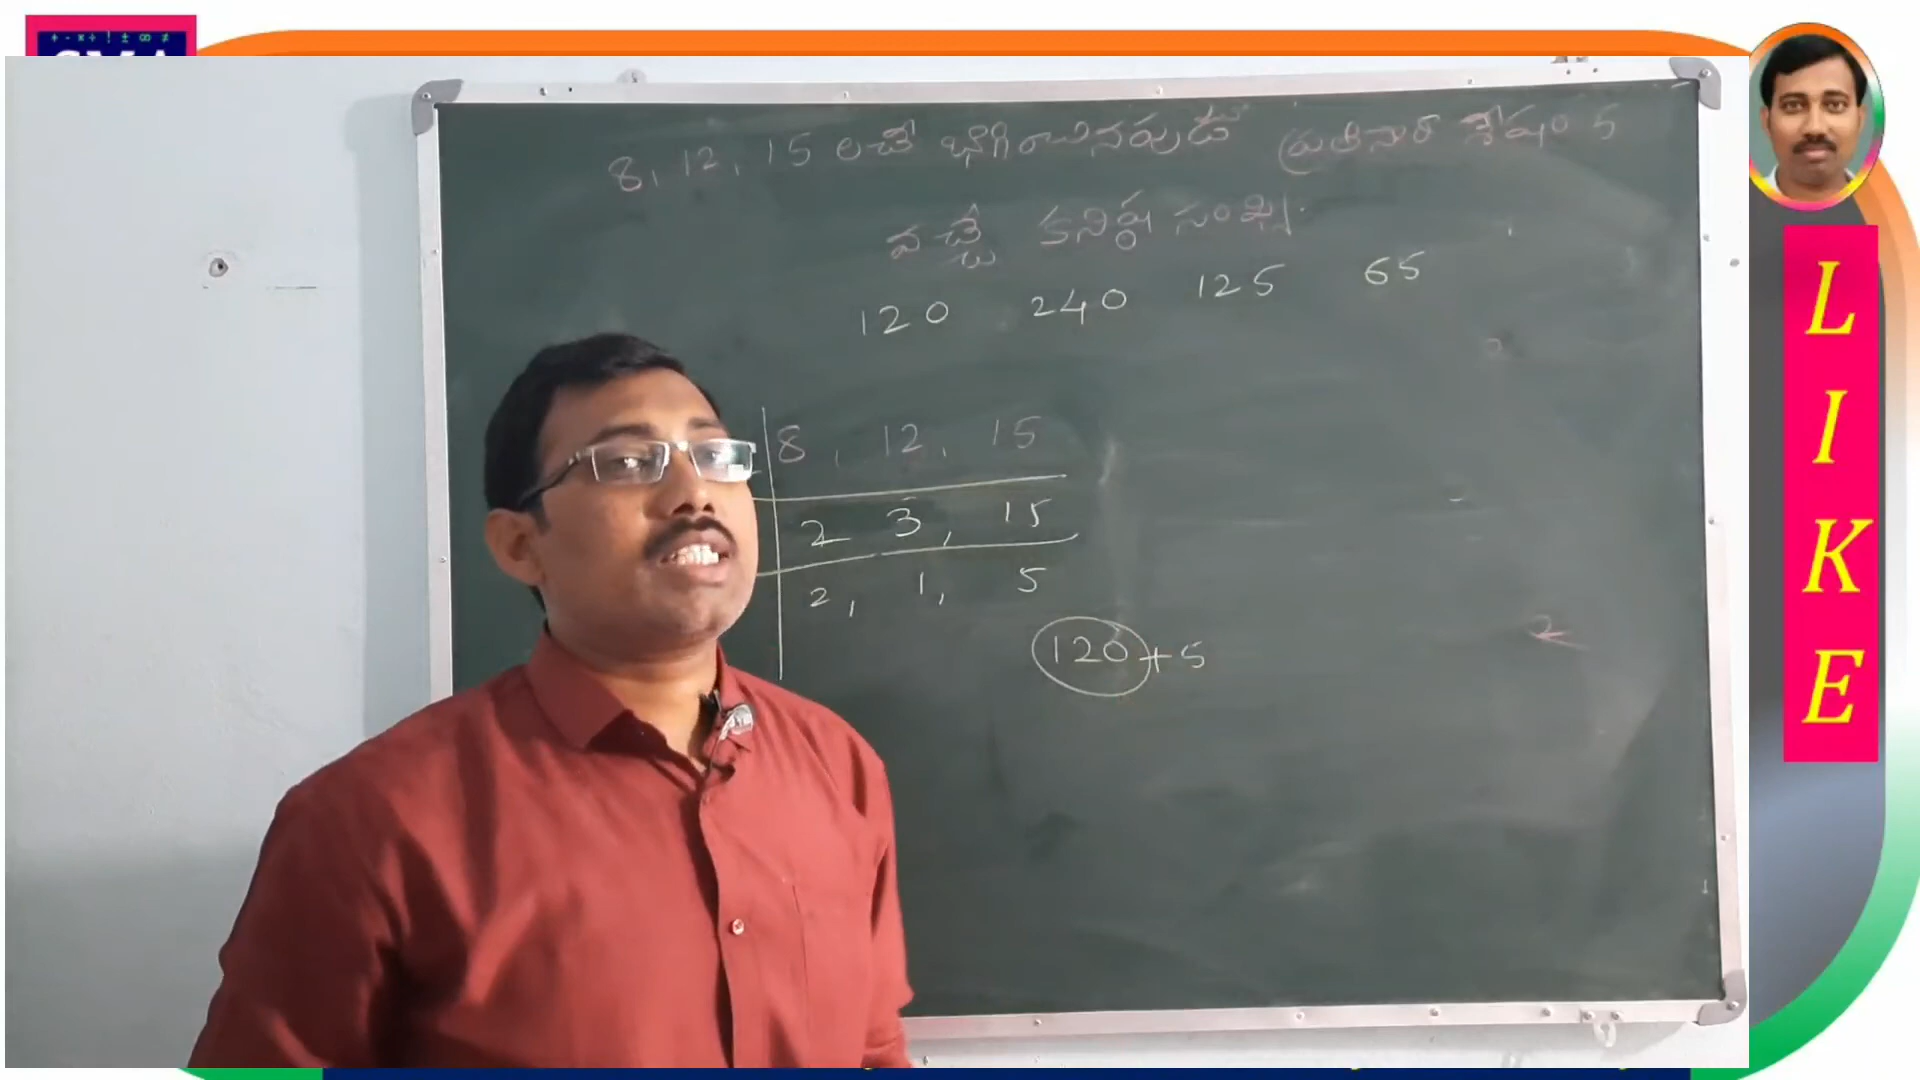 8, 12, 15 లచే భాగించినపుడు ప్రతిసారీ శేషం 5
వచ్చే కనిష్ఠ సంఖ్య.
120 240 125 65
8, 12, 15
2 3, 15
2, 1, 5
120 + 5
L
I
K
E